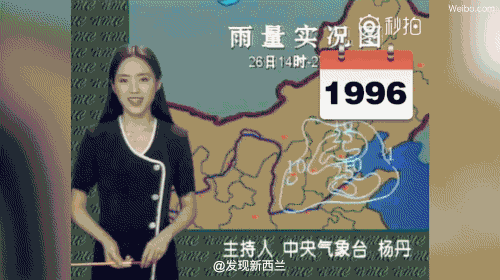 Weibo.com
秒拍
雨量实况图
26日14时-2
1996
10
主持人 中央气象台 杨丹
@发现新西兰